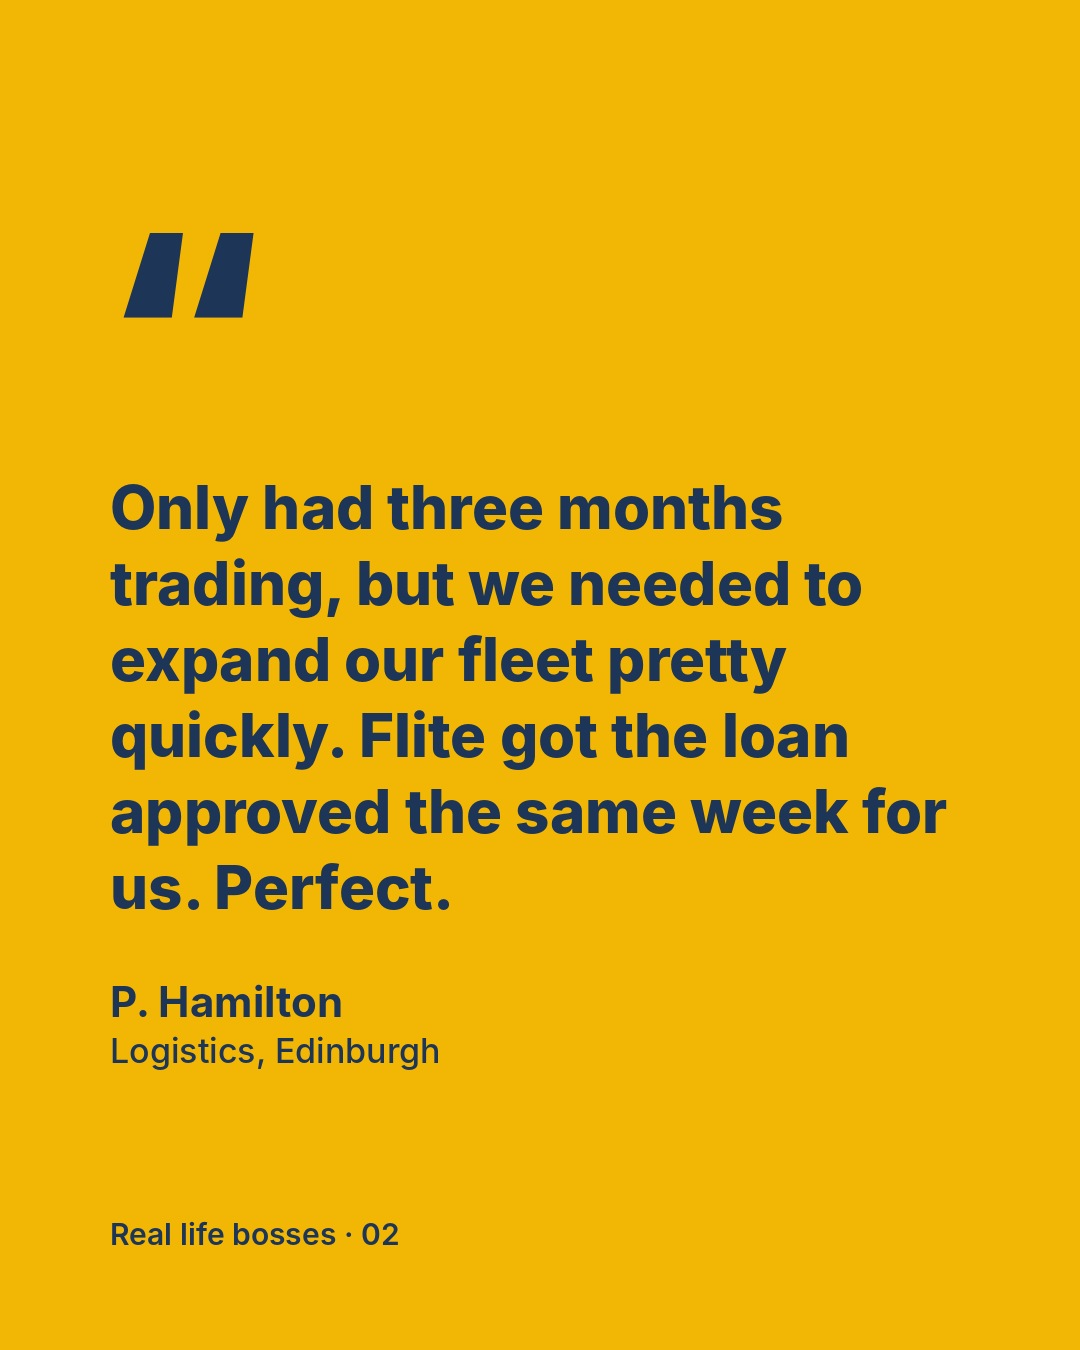 "
Only had three months
trading, but we needed to
expand our fleet pretty
quickly. Flite got the loan
approved the same week for
us. Perfect.
P. Hamilton
Logistics, Edinburgh
Real life bosses · 02